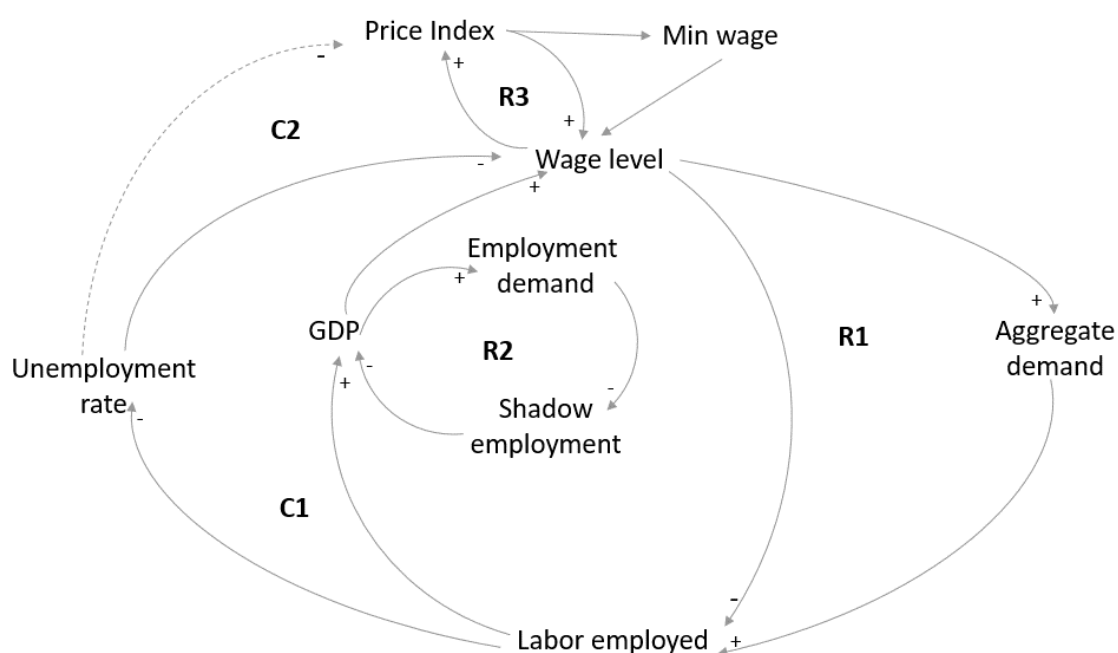 Price Index
Min wage
-
+
R3
+
C2
Wage level
-
+
Employment
demand
+
+
GDP
R2
R1
Aggregate
demand
Unemployment
rate
-
+
-
-
Shadow
employment
C1
-
Labor employed
+